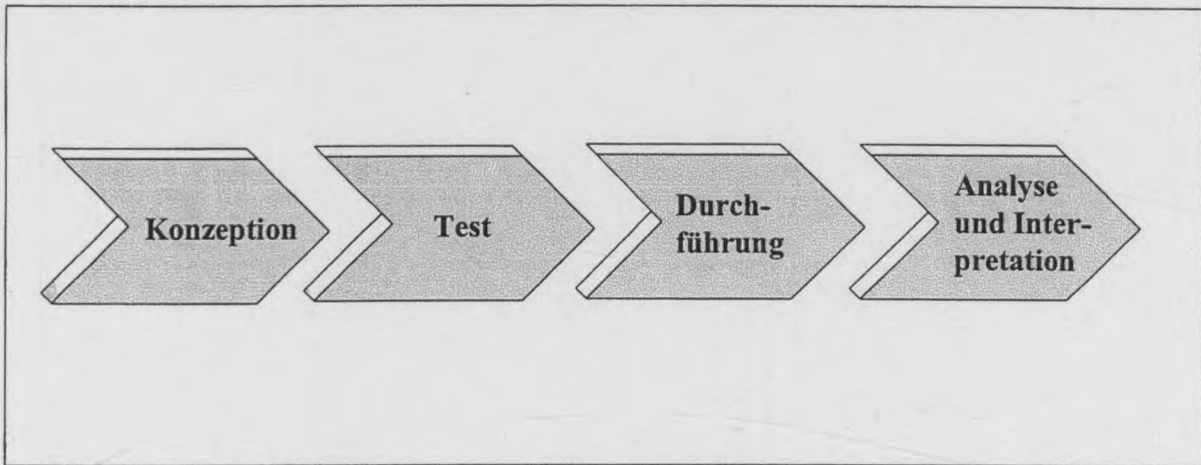 Konzeption
Test
Durch-
führung
Analyse
und Inter-
pretation